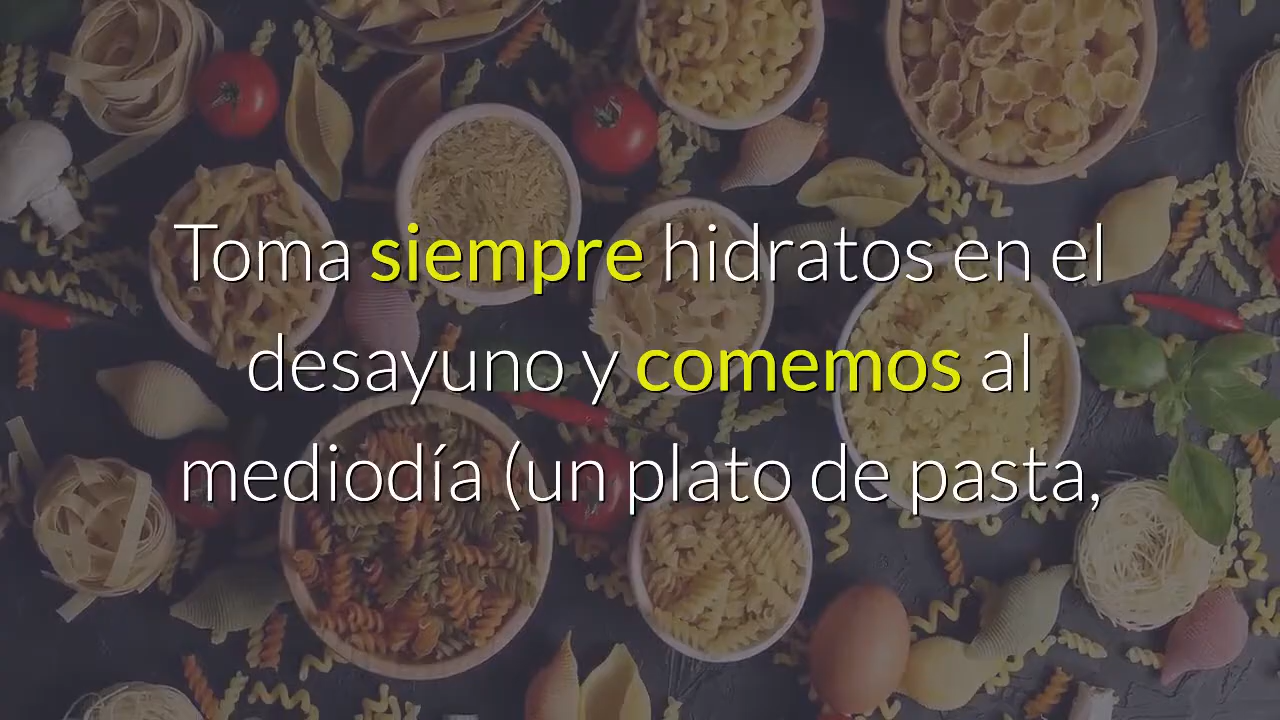 Toma siempre hidratos en el
desayuno y comemos al
mediodía (un plato de pasta,